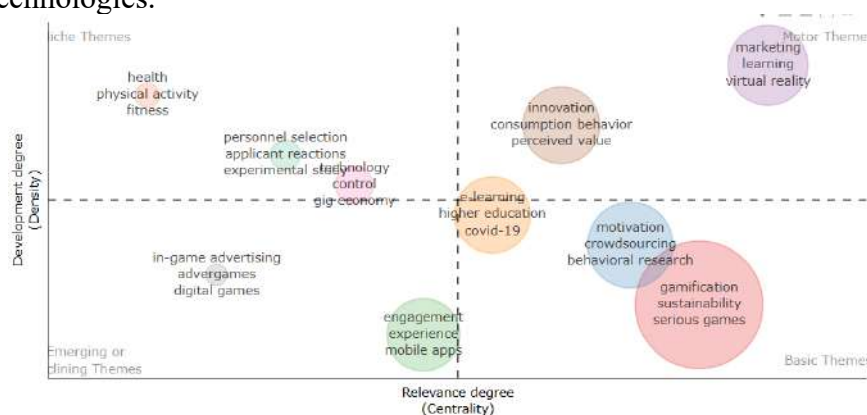 echnologies.
iche Themes
Motor Theme
marketing
learning
virtual reality
health
physical activity
fitness
innovation
consumption behavior
perceived value
personnel selection
applicant reactions
experimental study
technology
control
gig economy
e-learning
higher education
covid-19
motivation
crowdsourcing
behavioral research
in-game advertising
advergames
digital games
gamification
sustainability
serious games
engagement
experience
mobile apps
Emerging or
clining Themes
Basic Themes
Development degree
(Density)
Relevance degree
(Centrality)